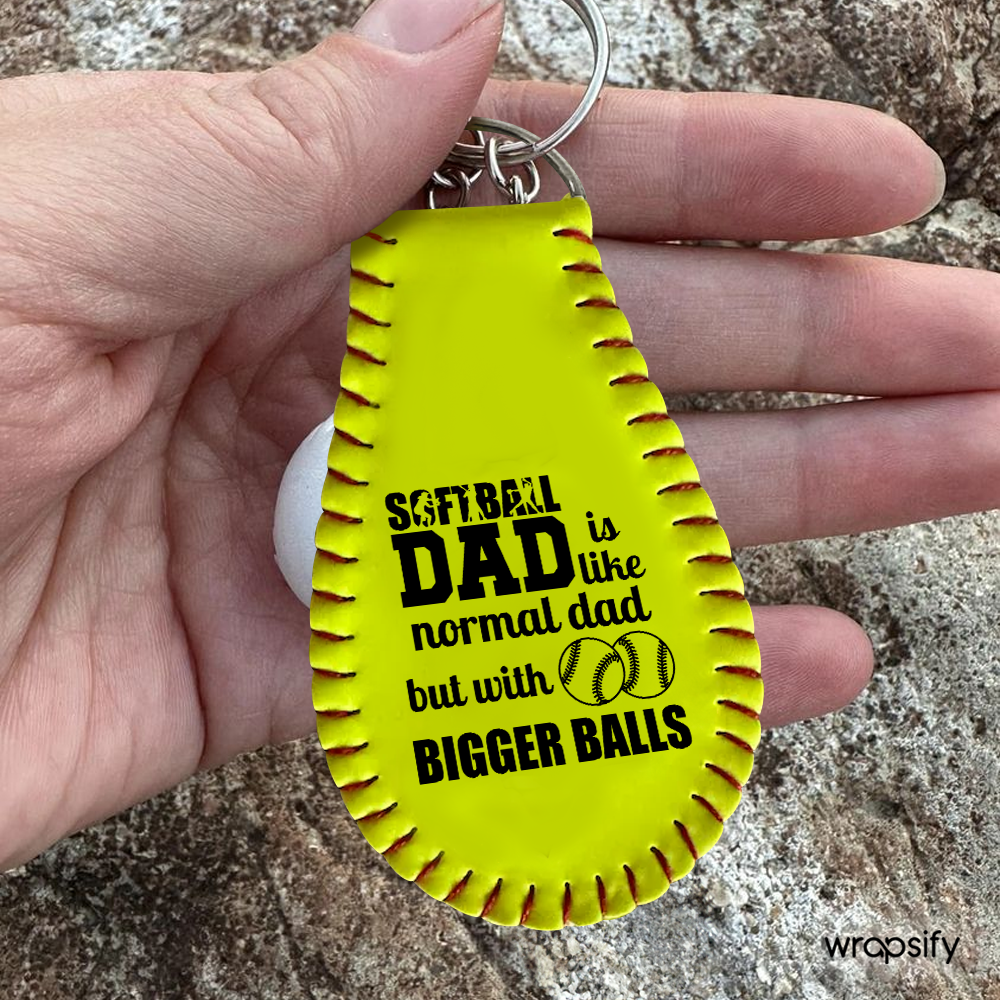 SOFTBALL
DAD is
like
normal dad
but with
BIGGER BALLS
wrapsify